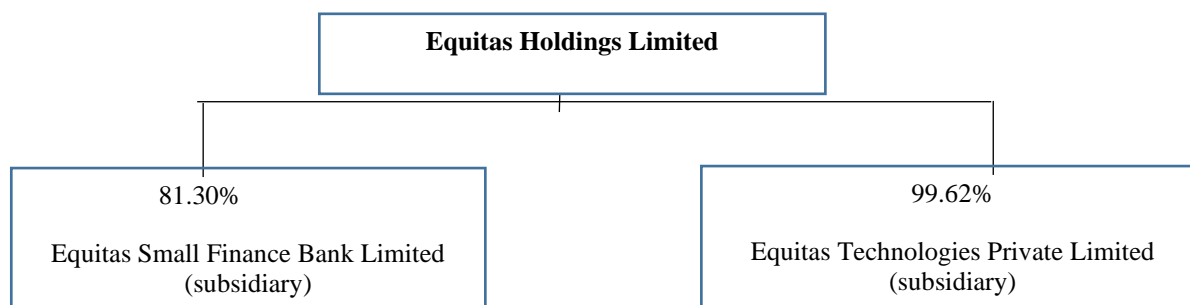 Equitas Holdings Limited
81.30%
Equitas Small Finance Bank Limited
(subsidiary)
99.62%
Equitas Technologies Private Limited
(subsidiary)